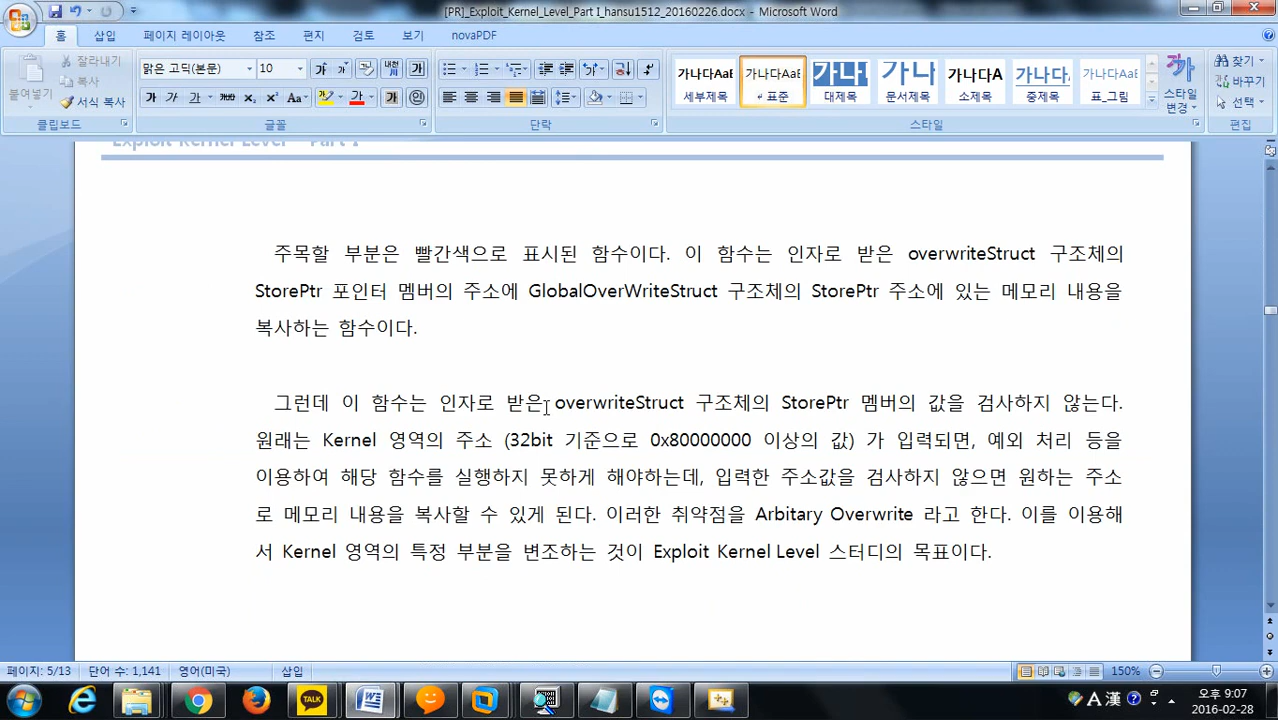 [PR]_Exploit_Kernel_Level_Part I_hansu1512_20160226.docx - Microsoft Word
홈 삽입 페이지 레이아웃 참조 편지 검토 보기 novaPDF
붙여넣기 잘라내기 복사 서식 복사
맑은 고딕(본문) 10
가나다AaB 세부제목
가나다AaB ↵ 표준
가나 대제목
가나 문서제목
가나다A 소제목
가나다 중제목
가나다AaE 표_그림
스타일 변경
찾기 바꾸기 선택
클립보드 글꼴 단락 스타일 편집
Exploit Kernel Level - Part I
주목할 부분은 빨간색으로 표시된 함수이다. 이 함수는 인자로 받은 overwriteStruct 구조체의
StorePtr 포인터 멤버의 주소에 GlobalOverWriteStruct 구조체의 StorePtr 주소에 있는 메모리 내용을
복사하는 함수이다.
그런데 이 함수는 인자로 받은 overwriteStruct 구조체의 StorePtr 멤버의 값을 검사하지 않는다.
원래는 Kernel 영역의 주소 (32bit 기준으로 0x80000000 이상의 값) 가 입력되면, 예외 처리 등을
이용하여 해당 함수를 실행하지 못하게 해야하는데, 입력한 주소값을 검사하지 않으면 원하는 주소
로 메모리 내용을 복사할 수 있게 된다. 이러한 취약점을 Arbitary Overwrite 라고 한다. 이를 이용해
서 Kernel 영역의 특정 부분을 변조하는 것이 Exploit Kernel Level 스터디의 목표이다.
페이지: 5/13 단어 수: 1,141 영어(미국) 삽입 150%
TALK A 漢 오후 9:07
2016-02-28